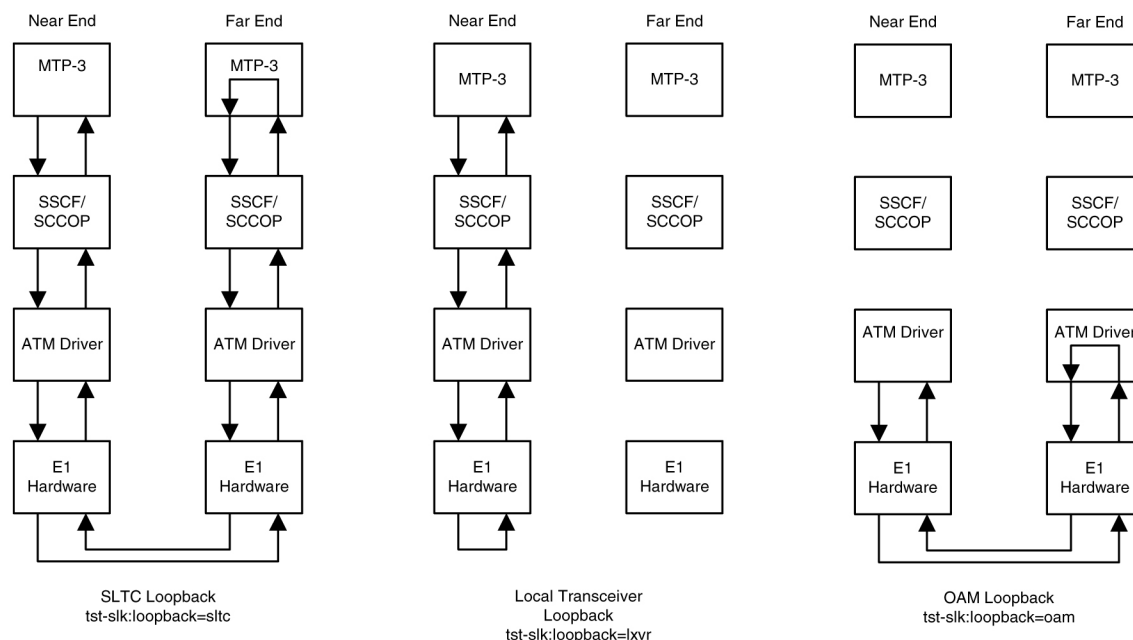 Near End
Far End
MTP-3
MTP-3
SSCF/
SCCOP
SSCF/
SCCOP
ATM Driver
ATM Driver
E1
Hardware
E1
Hardware
SLTC Loopback
tst-slk:loopback=sltc
Near End
Far End
MTP-3
MTP-3
SSCF/
SCCOP
SSCF/
SCCOP
ATM Driver
ATM Driver
E1
Hardware
E1
Hardware
Local Transceiver
Loopback
tst-slk:loopback=lxvr
Near End
Far End
MTP-3
MTP-3
SSCF/
SCCOP
SSCF/
SCCOP
ATM Driver
ATM Driver
E1
Hardware
E1
Hardware
OAM Loopback
tst-slk:loopback=oam